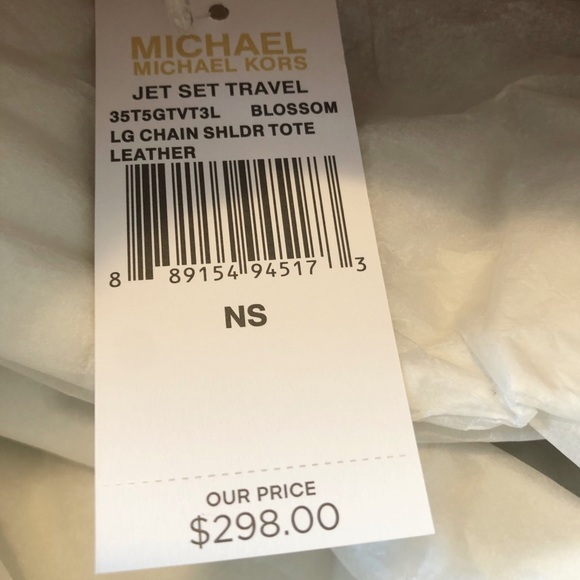 MICHAEL
MICHAEL KORS
JET SET TRAVEL
35T5GTVT3L BLOSSOM
LG CHAIN SHLDR TOTE
LEATHER
8 89154 94517 3
NS
OUR PRICE
$298.00